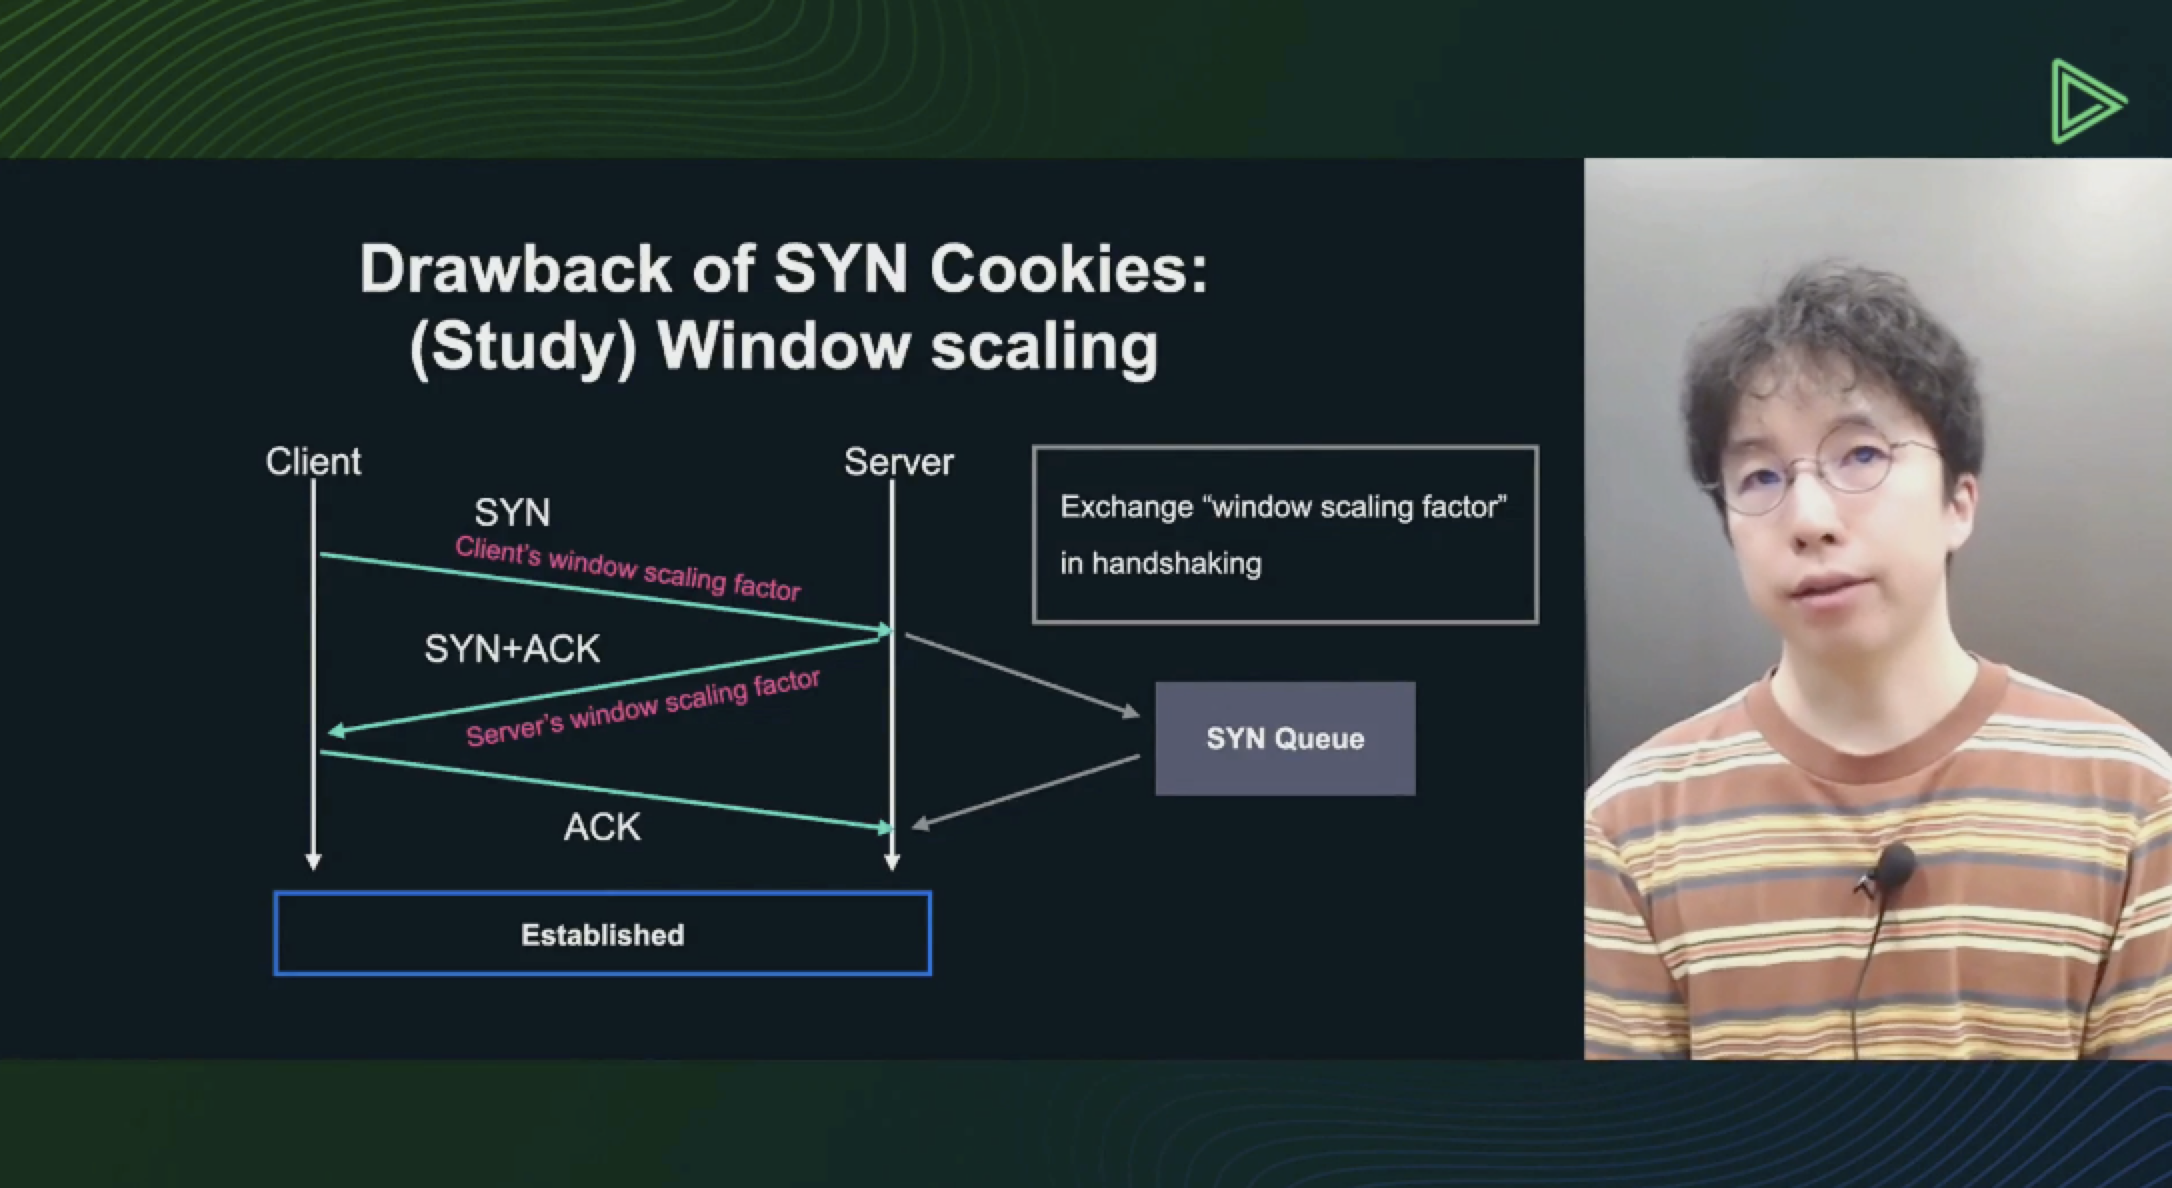 Drawback of SYN Cookies:
(Study) Window scaling
Client
Server
SYN
Client's window scaling factor
SYN+ACK
Server's window scaling factor
ACK
Established
Exchange “window scaling factor”
in handshaking
SYN Queue